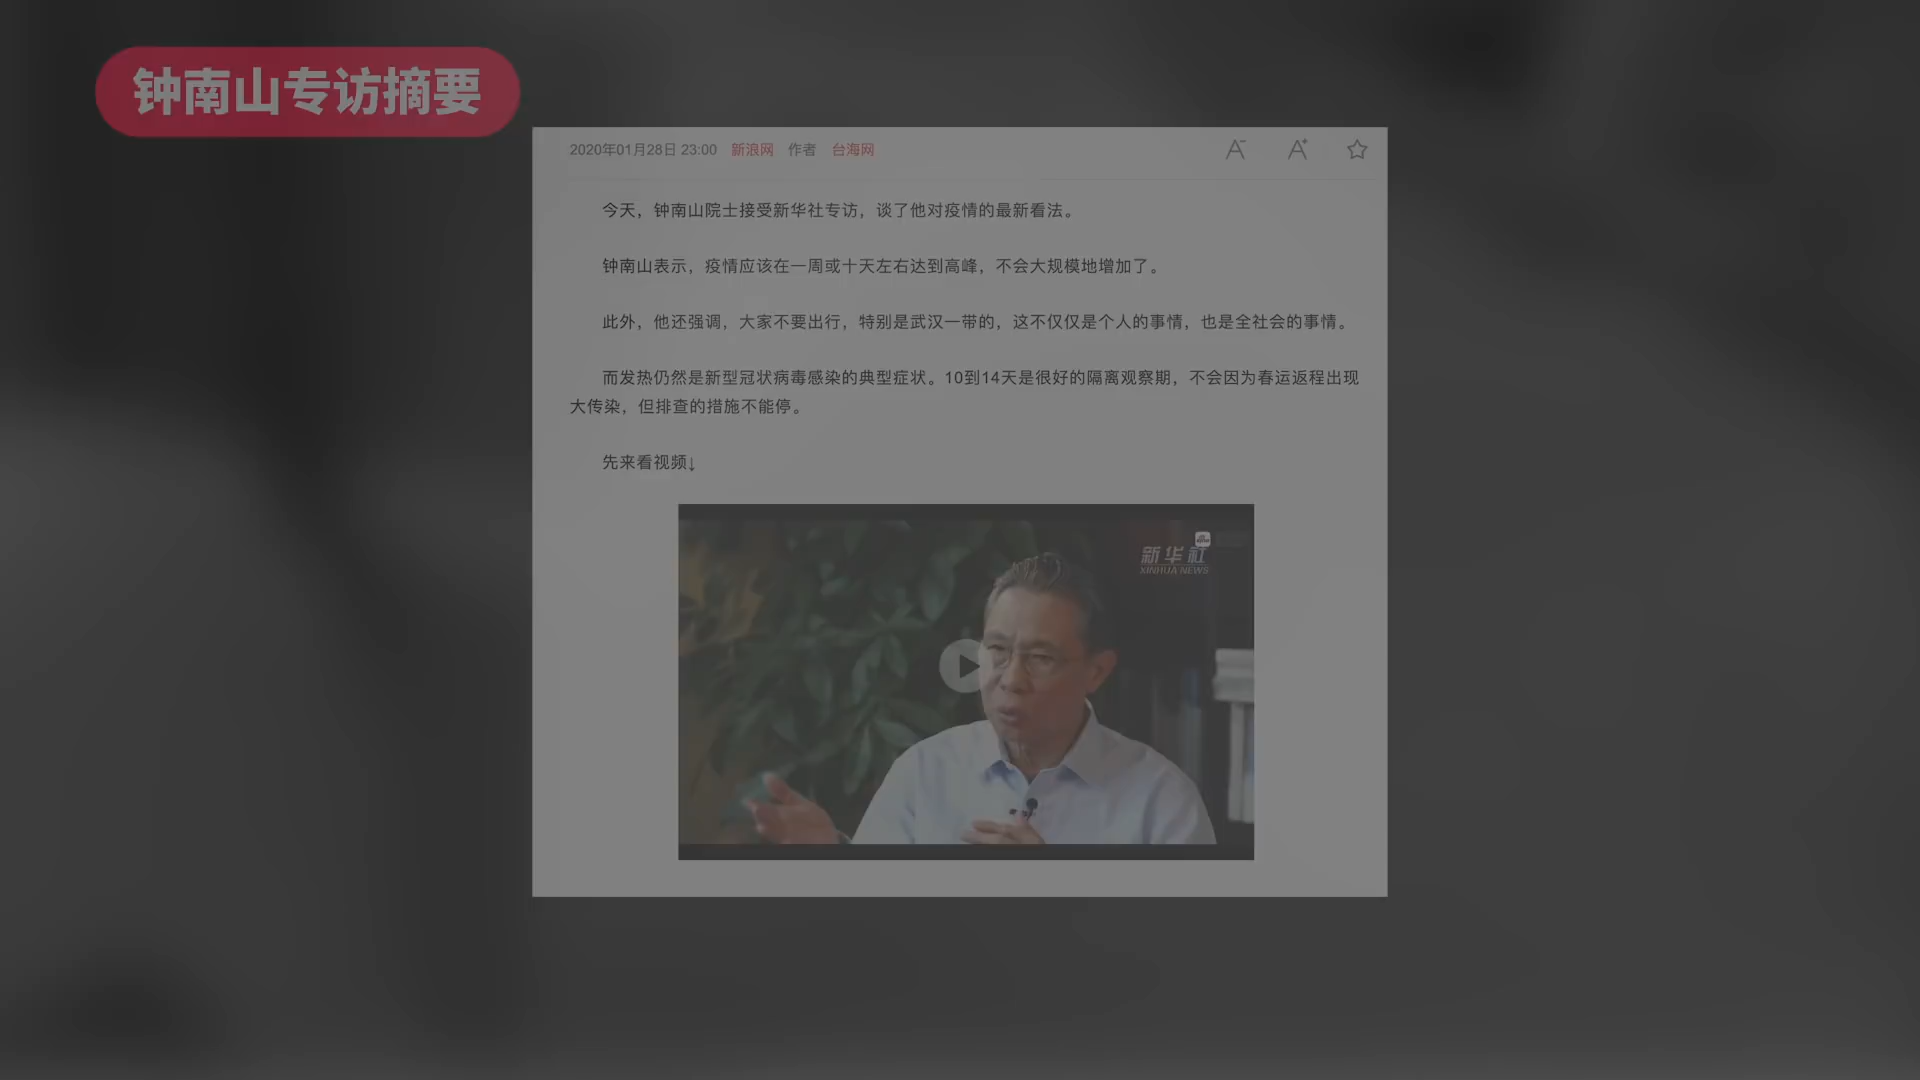 钟南山专访摘要
2020年01月28日 23:00 新浪网 作者 台海网
今天，钟南山院士接受新华社专访，谈了他对疫情的最新看法。
钟南山表示，疫情应该在一周或十天左右达到高峰，不会大规模地增加了。
此外，他还强调，大家不要出行，特别是武汉一带的，这不仅仅是个人的事情，也是全社会的事情。
而发热仍然是新型冠状病毒感染的典型症状。10到14天是很好的隔离观察期，不会因为春运返程出现
大传染，但排查的措施不能停。
先来看视频↓
新华社
XINHUA NEWS